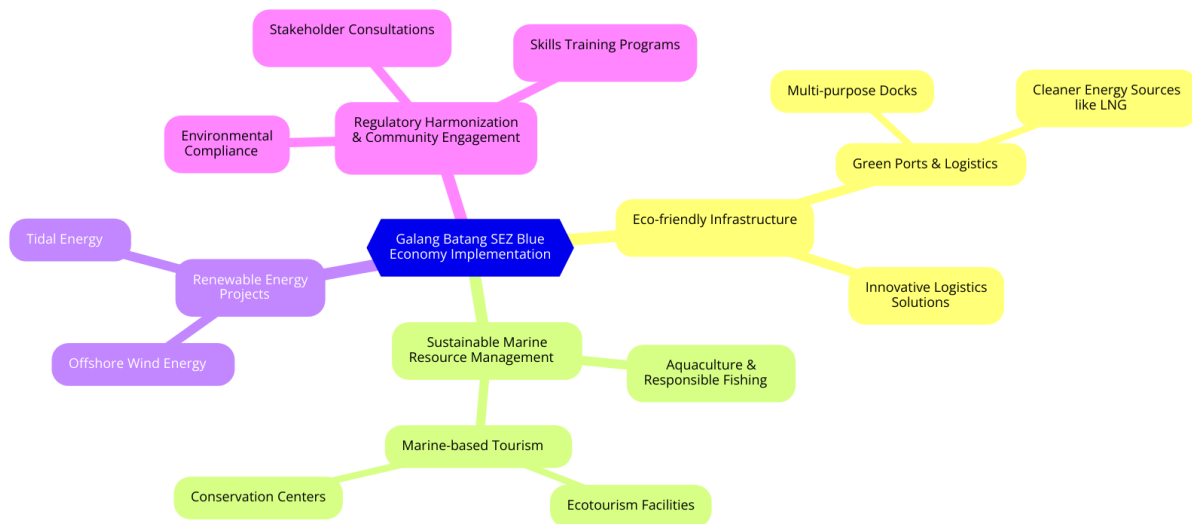 Stakeholder Consultations
Skills Training Programs
Environmental
Compliance
Regulatory Harmonization
& Community Engagement
Multi-purpose Docks
Cleaner Energy Sources
like LNG
Green Ports & Logistics
Eco-friendly Infrastructure
Innovative Logistics
Solutions
Galang Batang SEZ Blue
Economy Implementation
Tidal Energy
Renewable Energy
Projects
Offshore Wind Energy
Sustainable Marine
Resource Management
Aquaculture &
Responsible Fishing
Marine-based Tourism
Conservation Centers
Ecotourism Facilities